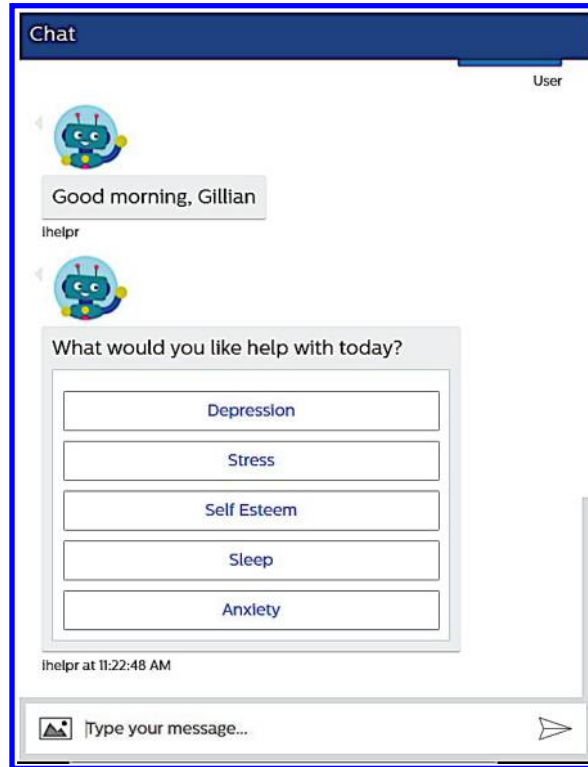 Chat
User
Good morning, Gillian
ihelpr
What would you like help with today?
Depression
Stress
Self Esteem
Sleep
Anxiety
ihelpr at 11:22:48 AM
Type your message...